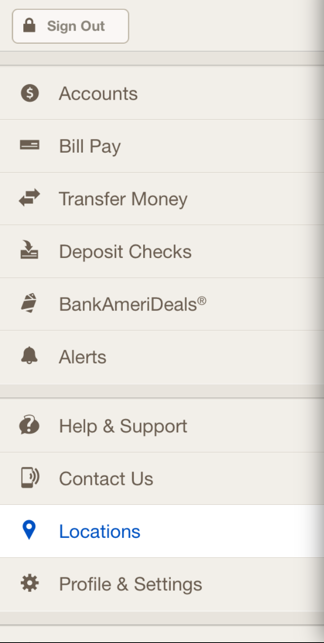 Sign Out
Accounts
Bill Pay
Transfer Money
Deposit Checks
BankAmeriDeals®
Alerts
Help & Support
Contact Us
Locations
Profile & Settings